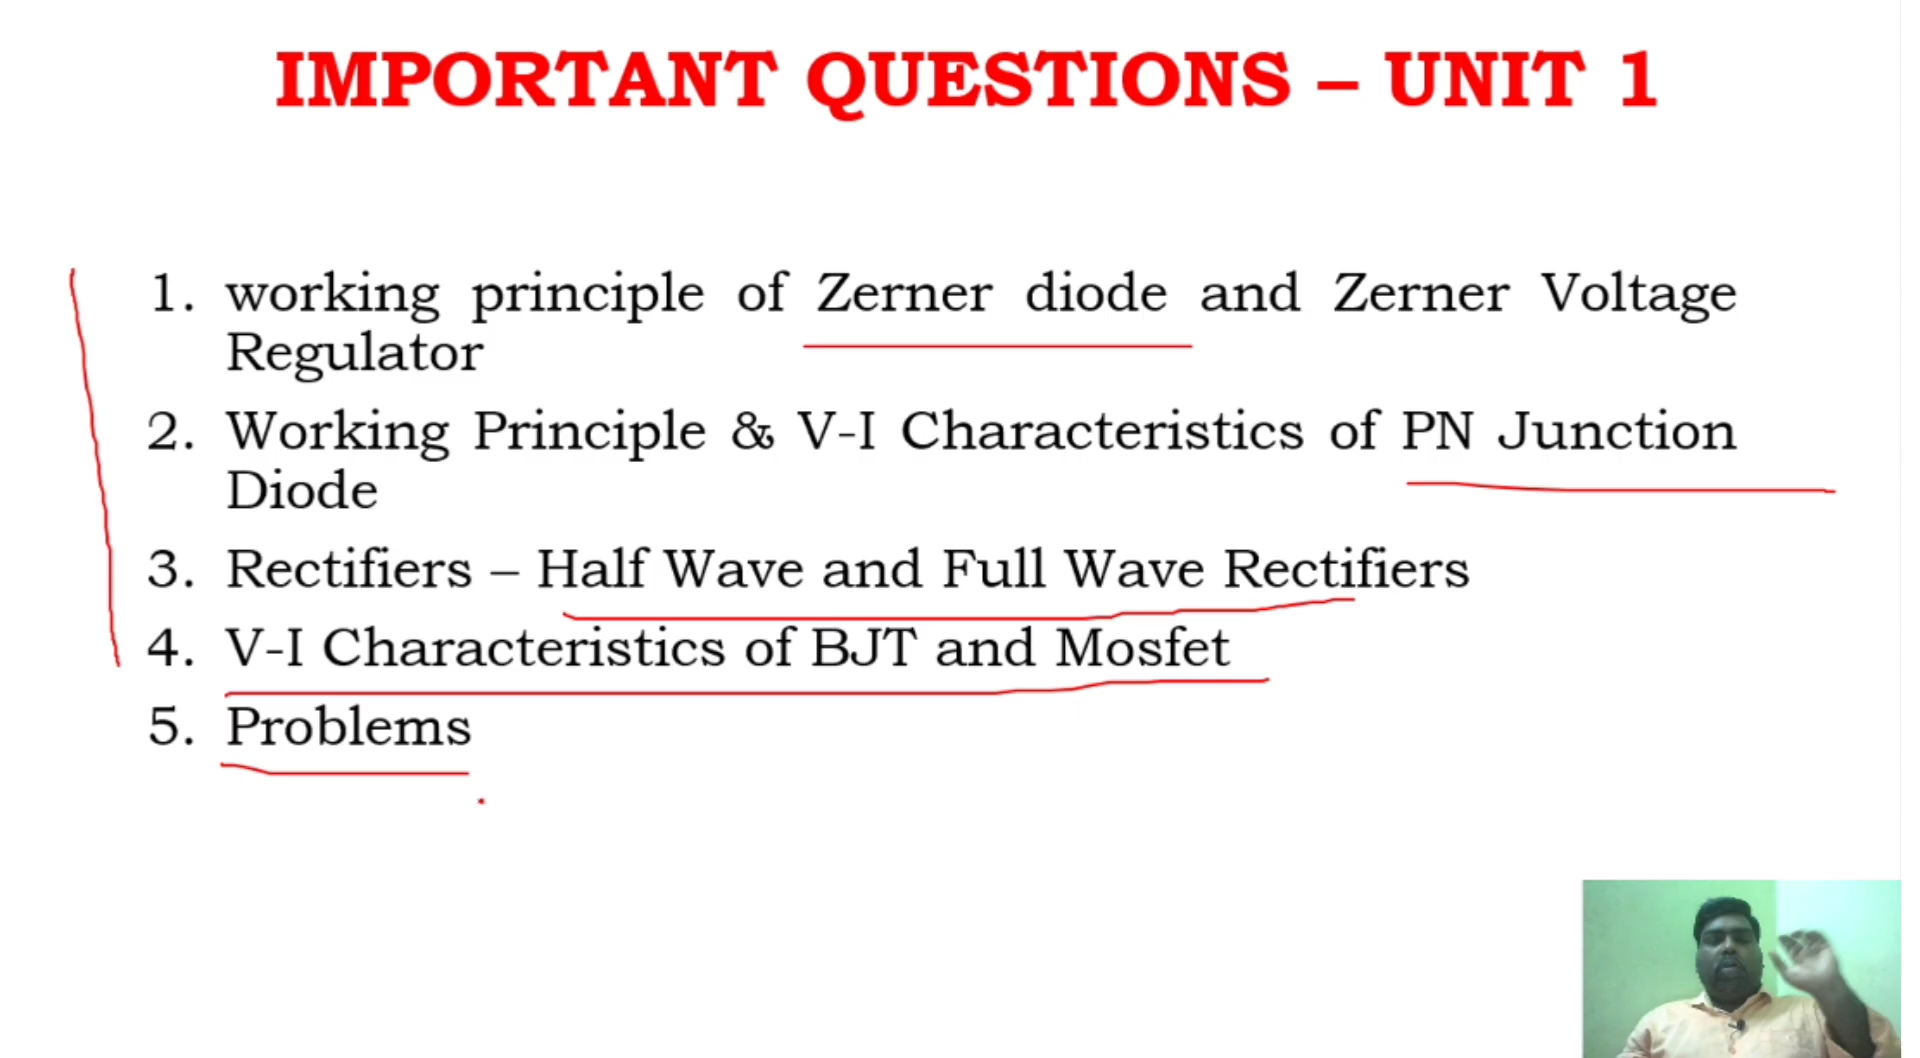 IMPORTANT QUESTIONS – UNIT 1
1. working principle of Zerner diode and Zerner Voltage
Regulator
2. Working Principle & V-I Characteristics of PN Junction
Diode
3. Rectifiers – Half Wave and Full Wave Rectifiers
4. V-I Characteristics of BJT and Mosfet
5. Problems